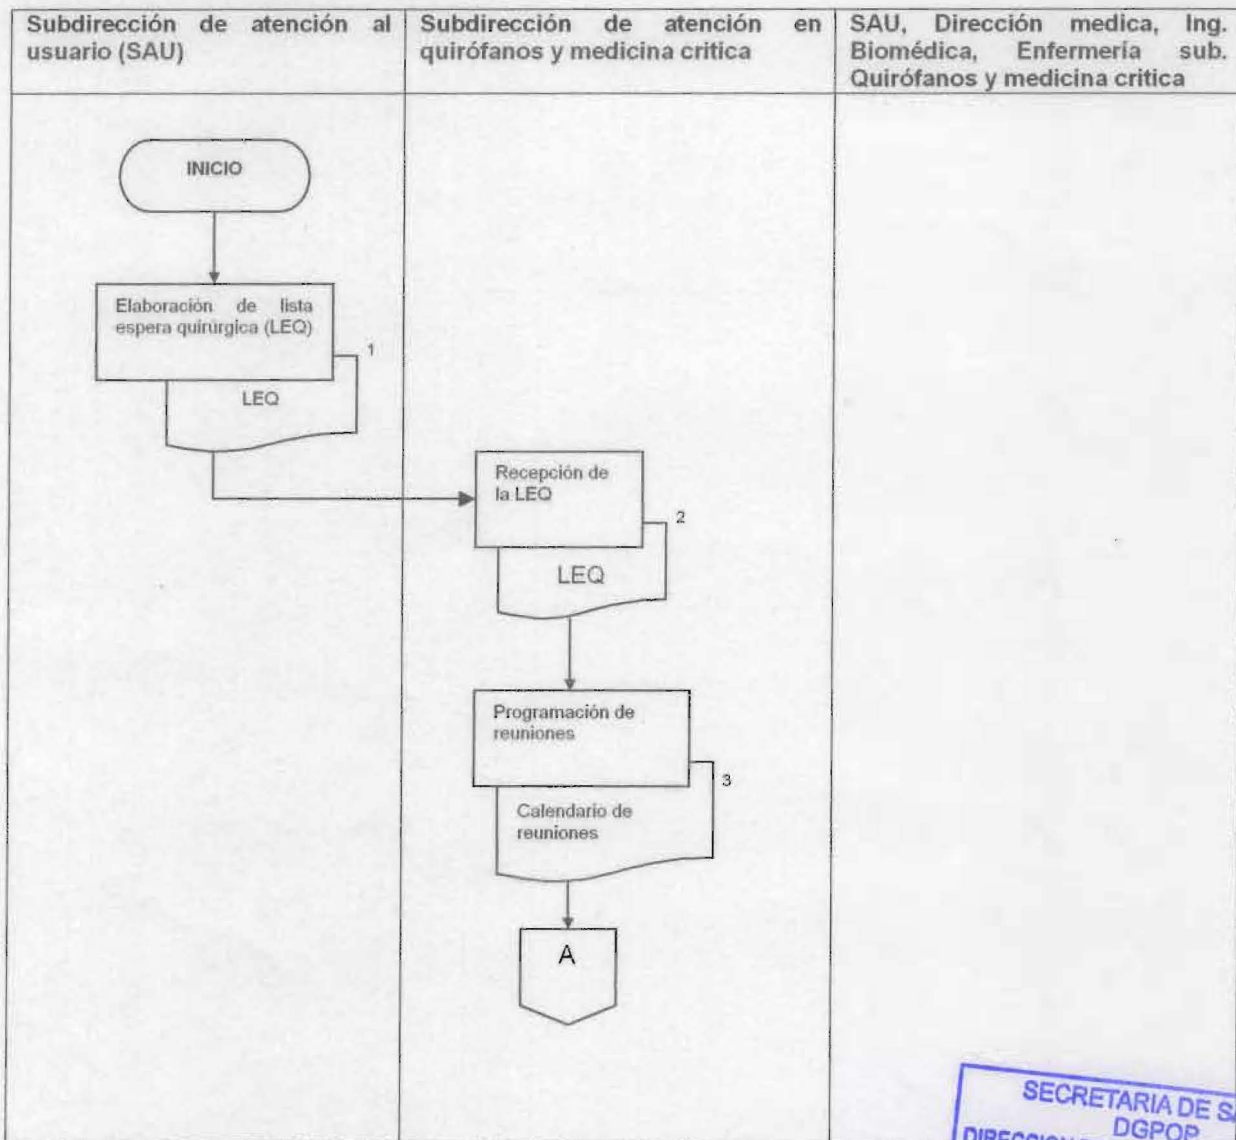 Subdirección de atención al
usuario (SAU)
Subdirección de atención en
quirófanos y medicina critica
SAU, Dirección medica, Ing.
Biomédica, Enfermería sub.
Quirófanos y medicina critica
INICIO
Elaboración de lista
espera quirúrgica (LEQ)
1
LEQ
Recepción de
la LEQ
2
LEQ
Programación de
reuniones
3
Calendario de
reuniones
A
SECRETARIA DE
DGPOP